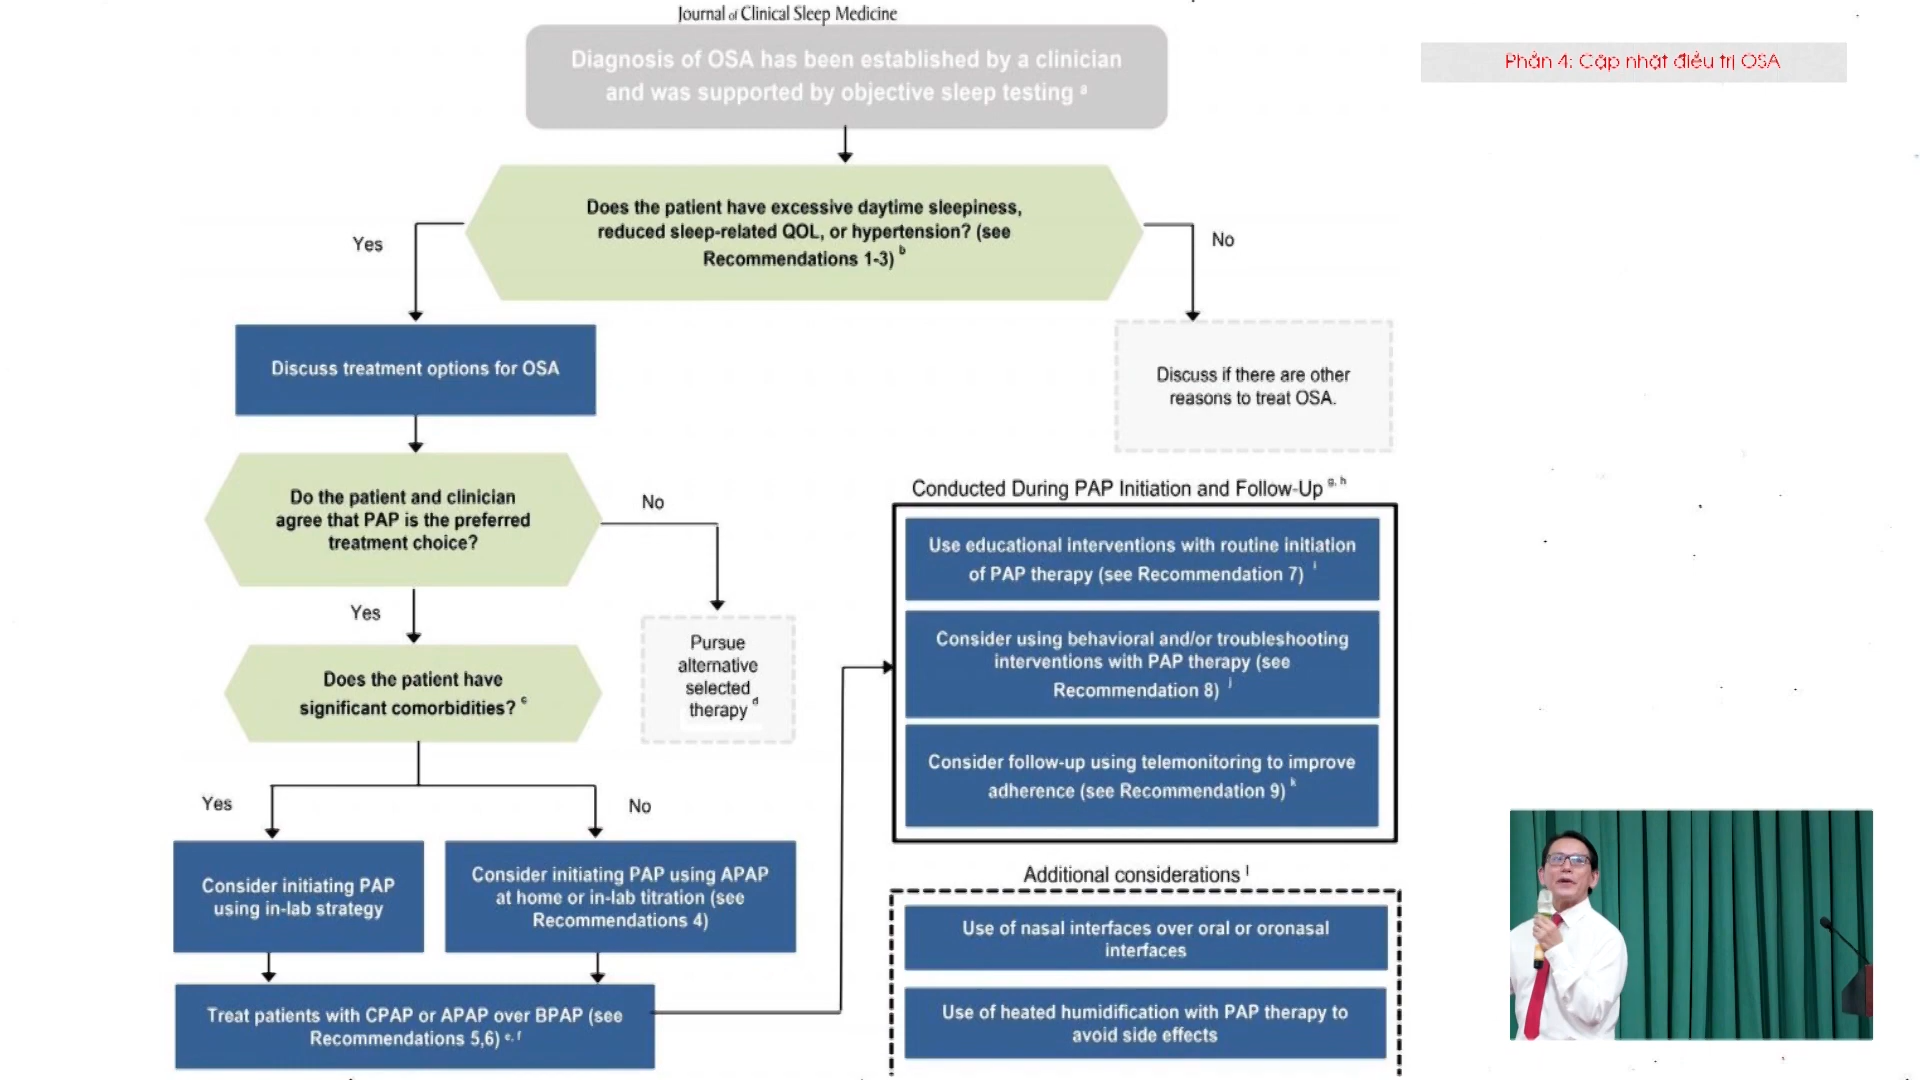 Journal of Clinical Sleep Medicine
Phần 4: Cập nhật điều trị OSA
Diagnosis of OSA has been established by a clinician
and was supported by objective sleep testing a
Does the patient have excessive daytime sleepiness,
reduced sleep-related QOL, or hypertension? (see
Recommendations 1-3) b
Yes
No
Discuss treatment options for OSA
Discuss if there are other
reasons to treat OSA.
Do the patient and clinician
agree that PAP is the preferred
treatment choice?
No
Yes
Pursue
alternative
selected
therapy d
Does the patient have
significant comorbidities? c
Yes
No
Consider initiating PAP
using in-lab strategy
Consider initiating PAP using APAP
at home or in-lab titration (see
Recommendations 4)
Treat patients with CPAP or APAP over BPAP (see
Recommendations 5,6) e, f
Conducted During PAP Initiation and Follow-Up g, h
Use educational interventions with routine initiation
of PAP therapy (see Recommendation 7) i
Consider using behavioral and/or troubleshooting
interventions with PAP therapy (see
Recommendation 8) j
Consider follow-up using telemonitoring to improve
adherence (see Recommendation 9) k
Additional considerations l
Use of nasal interfaces over oral or oronasal
interfaces
Use of heated humidification with PAP therapy to
avoid side effects